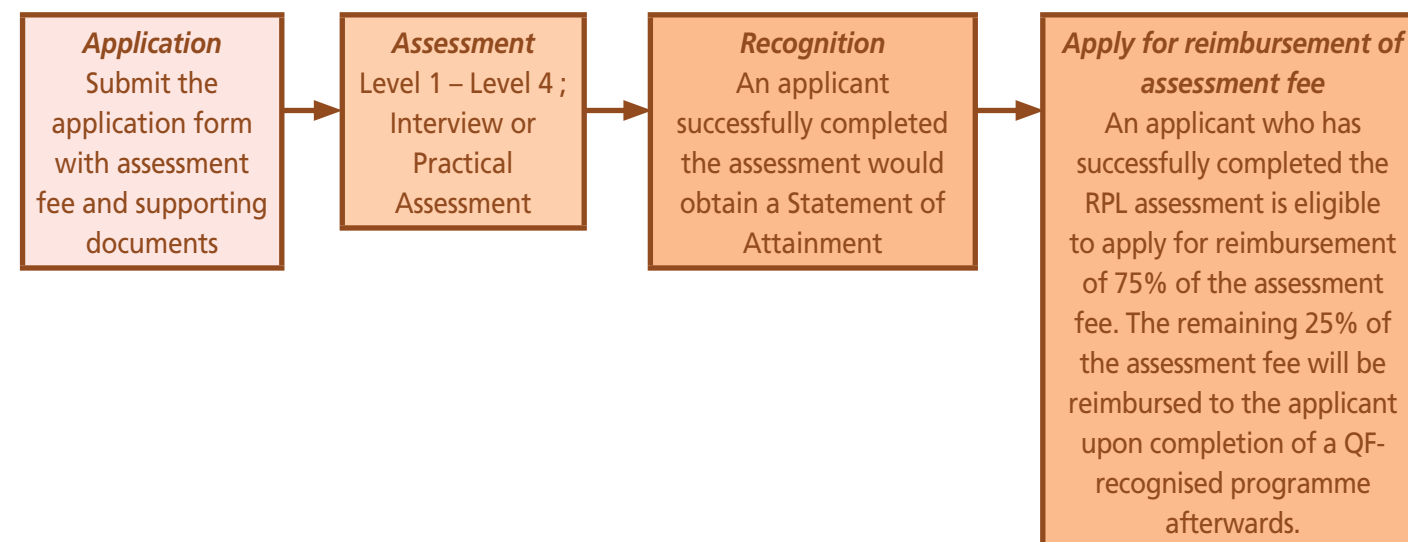 Application
Submit the
application form
with assessment
fee and supporting
documents
Assessment
Level 1 – Level 4 ;
Interview or
Practical
Assessment
Recognition
An applicant
successfully completed
the assessment would
obtain a Statement of
Attainment
Apply for reimbursement of
assessment fee
An applicant who has
successfully completed the
RPL assessment is eligible
to apply for reimbursement
of 75% of the assessment
fee. The remaining 25% of
the assessment fee will be
reimbursed to the applicant
upon completion of a QF-
recognised programme
afterwards.